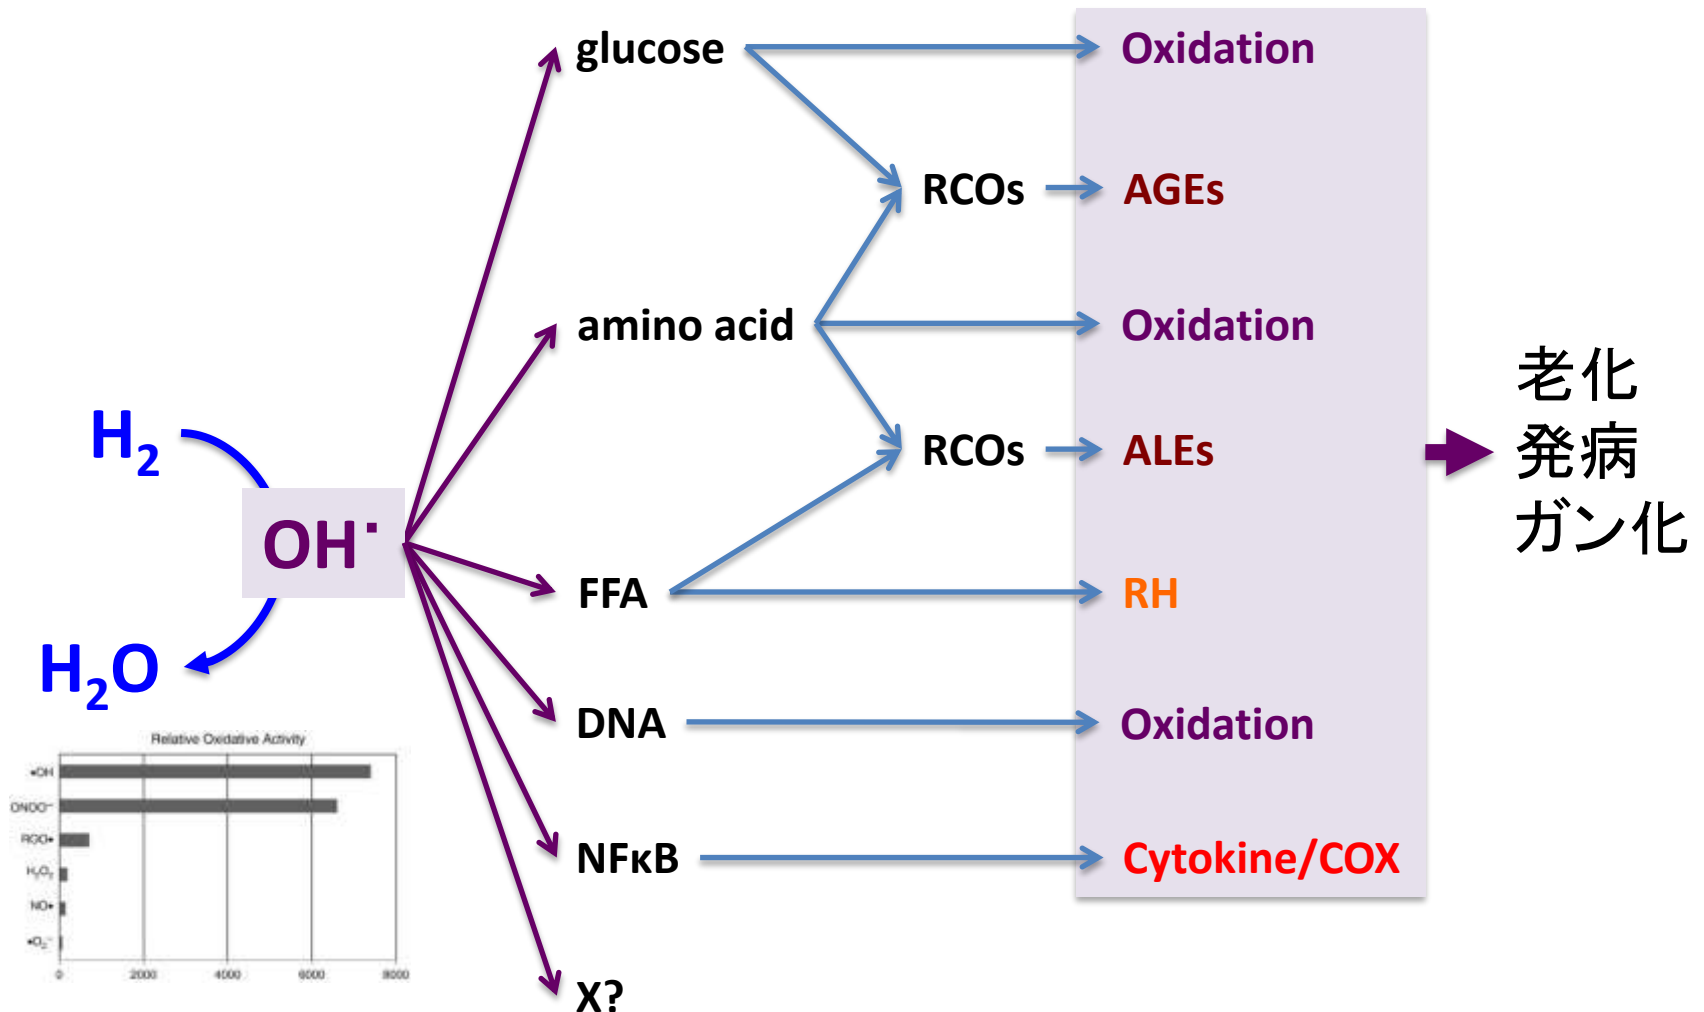 glucose
Oxidation
RCOs
AGEs
amino acid
Oxidation
H₂
RCOs
ALEs
老化
発病
ガン化
OH·
FFA
RH
H₂O
DNA
Oxidation
NFκB
Cytokine/COX
X?
Relative Oxidative Activity
•OH
ONOO⁻
H₂O₂
NO•
•O₂⁻
0 2000 4000 6000 8000